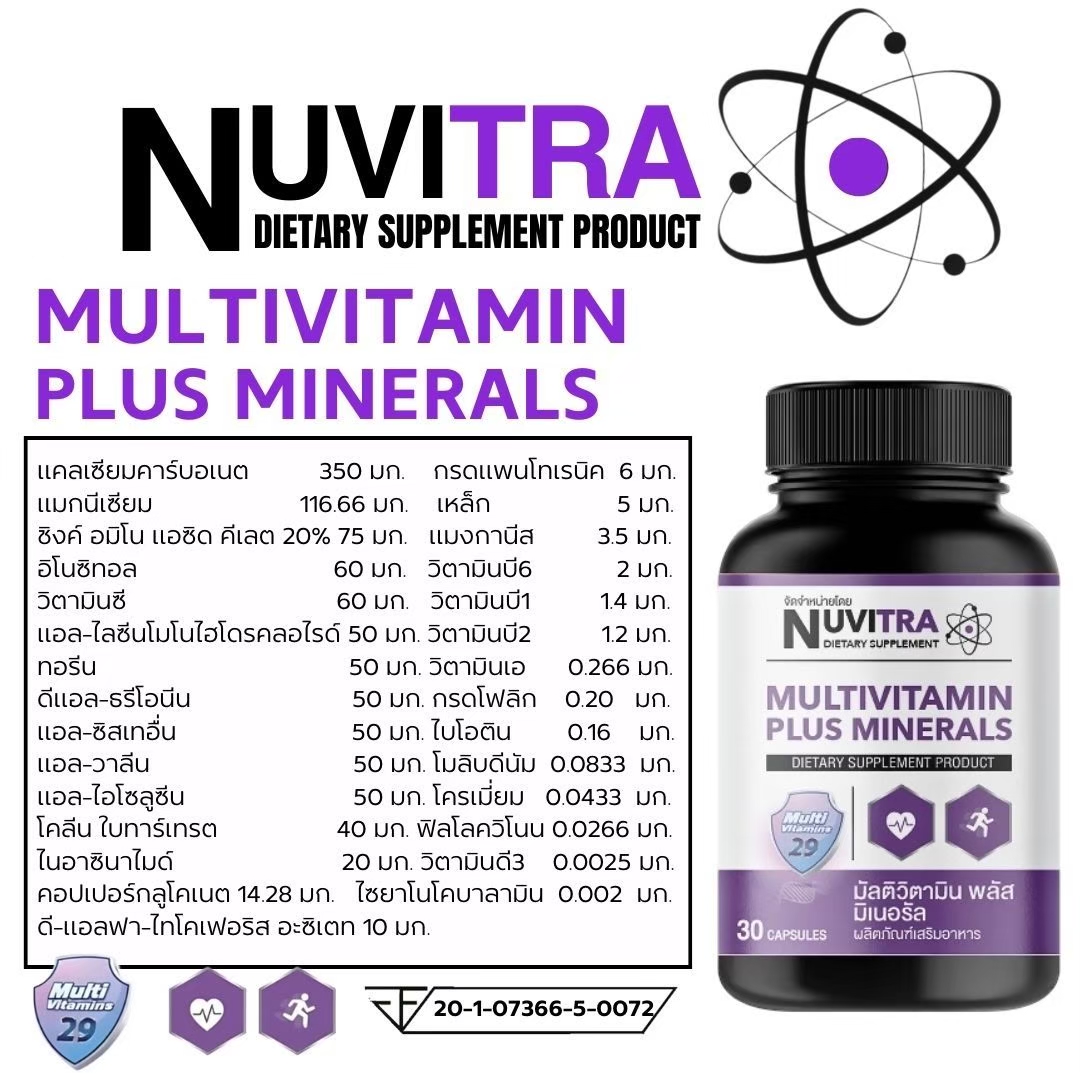 NUVITRA
DIETARY SUPPLEMENT PRODUCT
MULTIVITAMIN
PLUS MINERALS
แคลเซียมคาร์บอเนต 350 มก. กรดแพนโทเรนิค 6 มก.
แมกนีเซียม 116.66 มก. เหล็ก 5 มก.
ซิงค์ อมิโน แอซิด คีเลต 20% 75 มก. แมงกานีส 3.5 มก.
อิโนซิทอล 60 มก. วิตามินบี6 2 มก.
วิตามินซี 60 มก. วิตามินบี1 1.4 มก.
แอล-ไลซีนโมโนไฮโดรคลอไรด์ 50 มก. วิตามินบี2 1.2 มก.
ทอรีน 50 มก. วิตามินเอ 0.266 มก.
ดีแอล-ธรีโอนีน 50 มก. กรดโฟลิก 0.20 มก.
แอล-ซิสเทอื่น 50 มก. ไบโอติน 0.16 มก.
แอล-วาลีน 50 มก. โมลิบดีนัม 0.0833 มก.
แอล-ไอโซลูซีน 50 มก. โครเมี่ยม 0.0433 มก.
โคลีน ใบทาร์เทรต 40 มก. ฟิลโลควิโนน 0.0266 มก.
ไนอาซินาไมด์ 20 มก. วิตามินดี3 0.0025 มก.
คอปเปอร์กลูโคเนต 14.28 มก. ไซยาโนโคบาลามิน 0.002 มก.
ดี-แอลฟา-ไทโคเฟอริส อะซิเตท 10 มก.
Multi
Vitamins
29
20-1-07366-5-0072
จัดจำหน่ายโดย
NUVITRA
DIETARY SUPPLEMENT
MULTIVITAMIN
PLUS MINERALS
DIETARY SUPPLEMENT PRODUCT
Multi
Vitamins
29
มัลติวิตามิน พลัส
มิเนอรัล
30 CAPSULES ผลิตภัณฑ์เสริมอาหาร